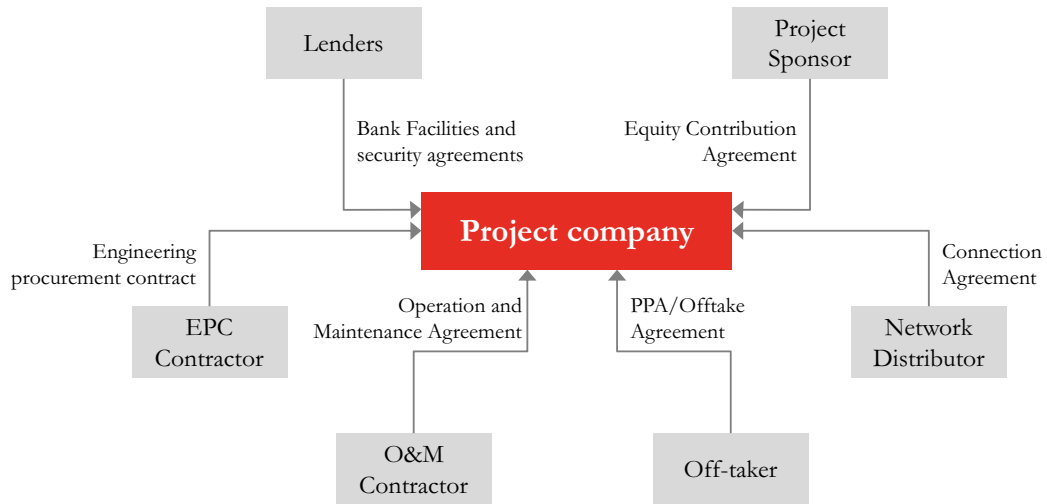 Lenders
Project
Sponsor
Bank Facilities and
security agreements
Equity Contribution
Agreement
Project company
Engineering
procurement contract
Connection
Agreement
Operation and
Maintenance Agreement
PPA/Offtake
Agreement
EPC
Contractor
Network
Distributor
O&M
Contractor
Off-taker